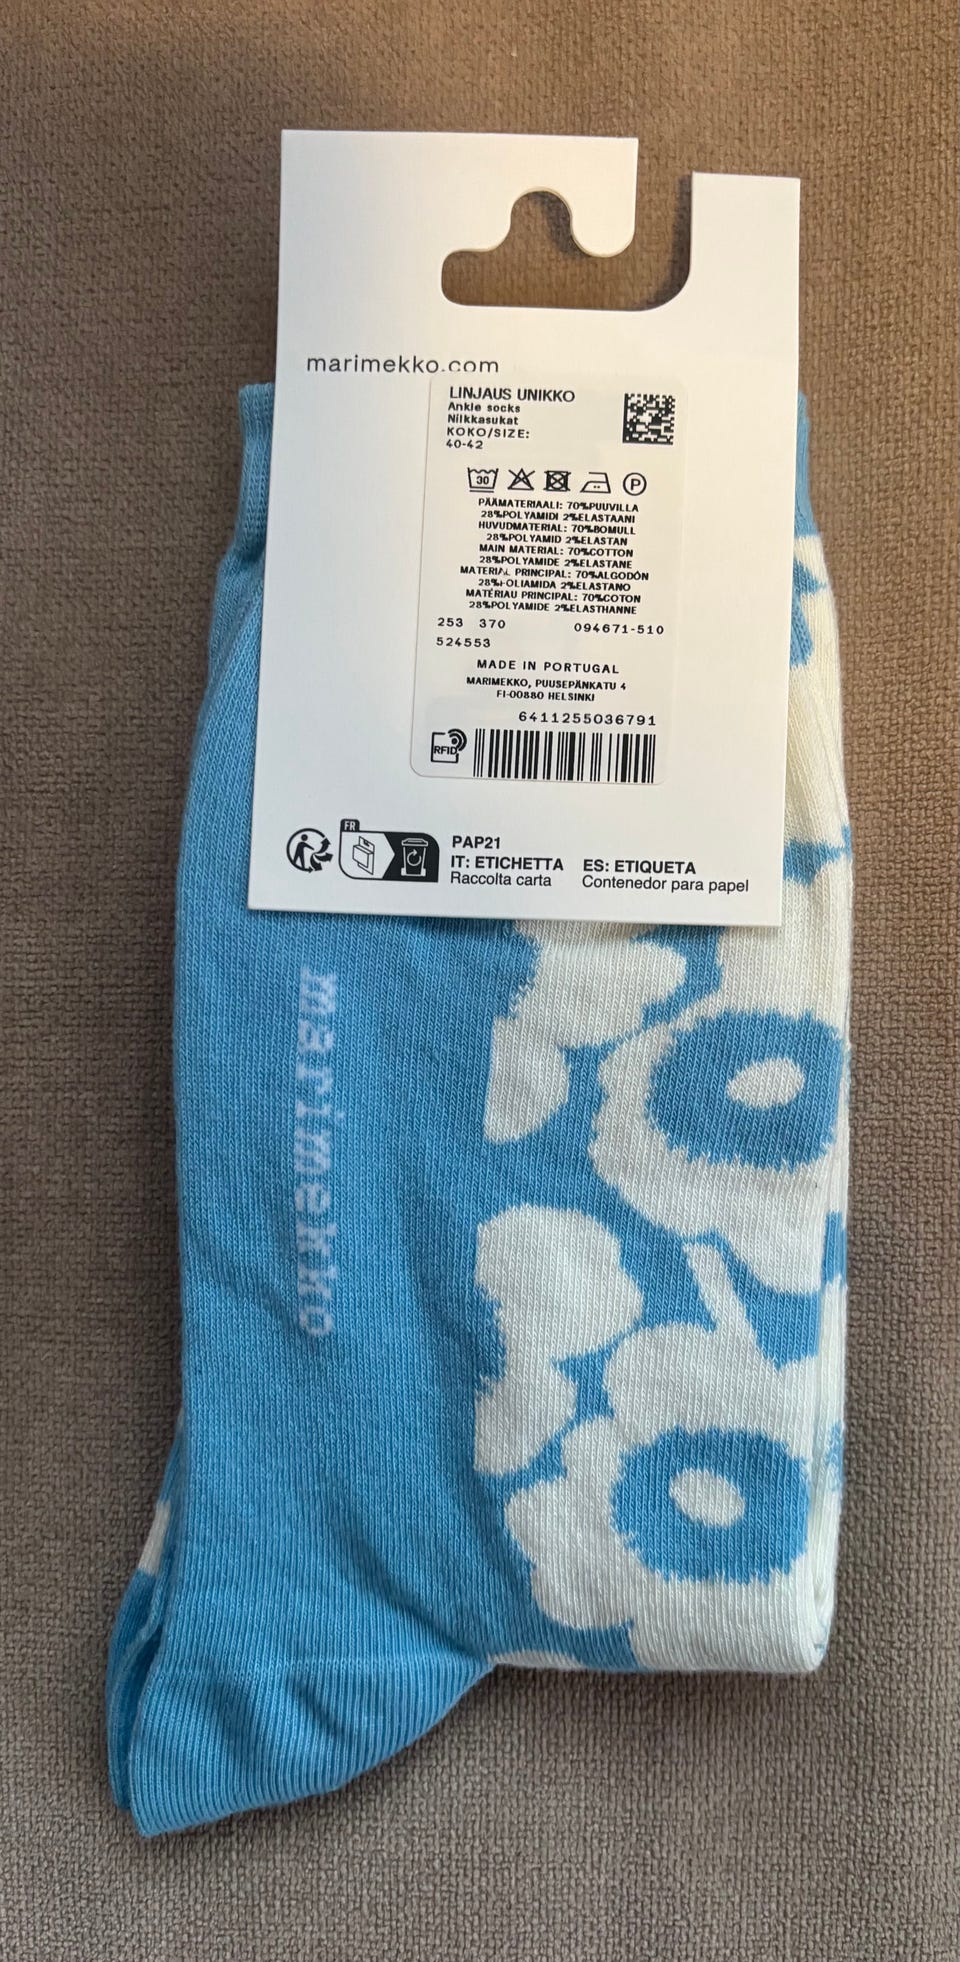 marimekko.com
LINJAUS UNIKKO
Ankle socks
Nilkkasukat
KOKO/SIZE:
40-42
30 P
PÄÄMATERIAALI: 70%PUUVILLA
28%POLYAMIDI 2%ELASTAANI
HUVUDMATERIAL: 70%BOMULL
28%POLYAMID 2%ELASTAN
MAIN MATERIAL: 70%COTTON
28%POLYAMIDE 2%ELASTANE
MATERIAL PRINCIPAL: 70%ALGODÓN
28%POLIAMIDA 2%ELASTANO
MATÉRIAU PRINCIPAL: 70%COTON
28%POLYAMIDE 2%ELASTHANNE
253 370 094671-510
524553
MADE IN PORTUGAL
MARIMEKKO, PUUSEPÄNKATU 4
FI-00880 HELSINKI
6411255036791
RFID
FR
PAP21
IT: ETICHETTA ES: ETIQUETA
Raccolta carta Contenedor para papel
marimekko